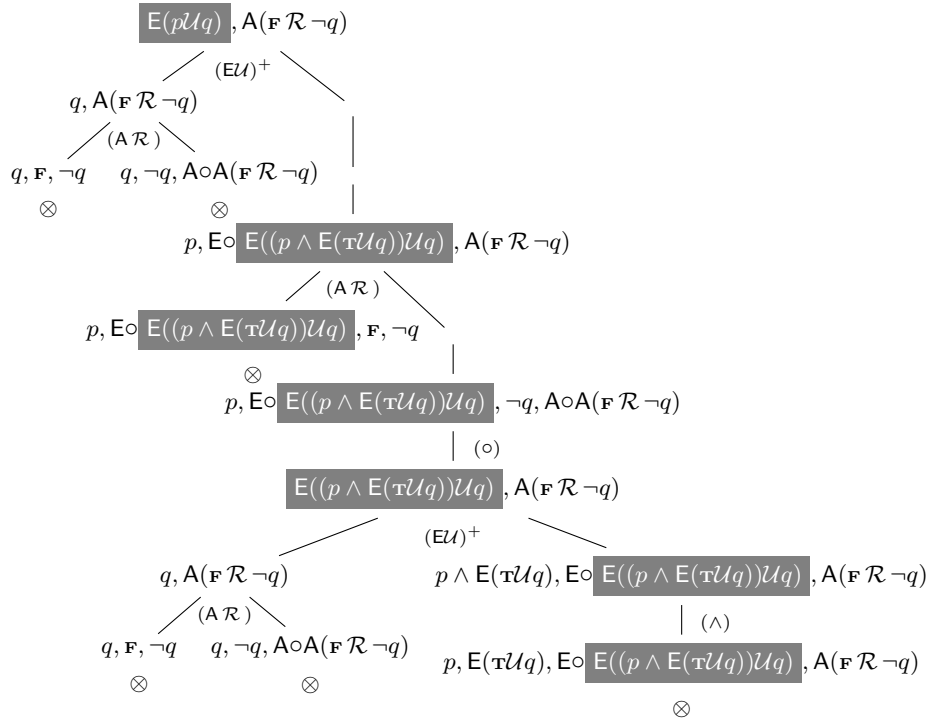 E(p𝒰q), A(F ℛ ¬q)
(E𝒰)⁺
q, A(F ℛ ¬q)
(A ℛ)
q, F, ¬q q, ¬q, A∘A(F ℛ ¬q)
⊗ ⊗
p, E∘ E((p ∧ E(T𝒰q))𝒰q), A(F ℛ ¬q)
(A ℛ)
p, E∘ E((p ∧ E(T𝒰q))𝒰q), F, ¬q
⊗
p, E∘ E((p ∧ E(T𝒰q))𝒰q), ¬q, A∘A(F ℛ ¬q)
(∘)
E((p ∧ E(T𝒰q))𝒰q), A(F ℛ ¬q)
(E𝒰)⁺
q, A(F ℛ ¬q) p ∧ E(T𝒰q), E∘ E((p ∧ E(T𝒰q))𝒰q), A(F ℛ ¬q)
(A ℛ) (∧)
q, F, ¬q q, ¬q, A∘A(F ℛ ¬q) p, E(T𝒰q), E∘ E((p ∧ E(T𝒰q))𝒰q), A(F ℛ ¬q)
⊗ ⊗ ⊗